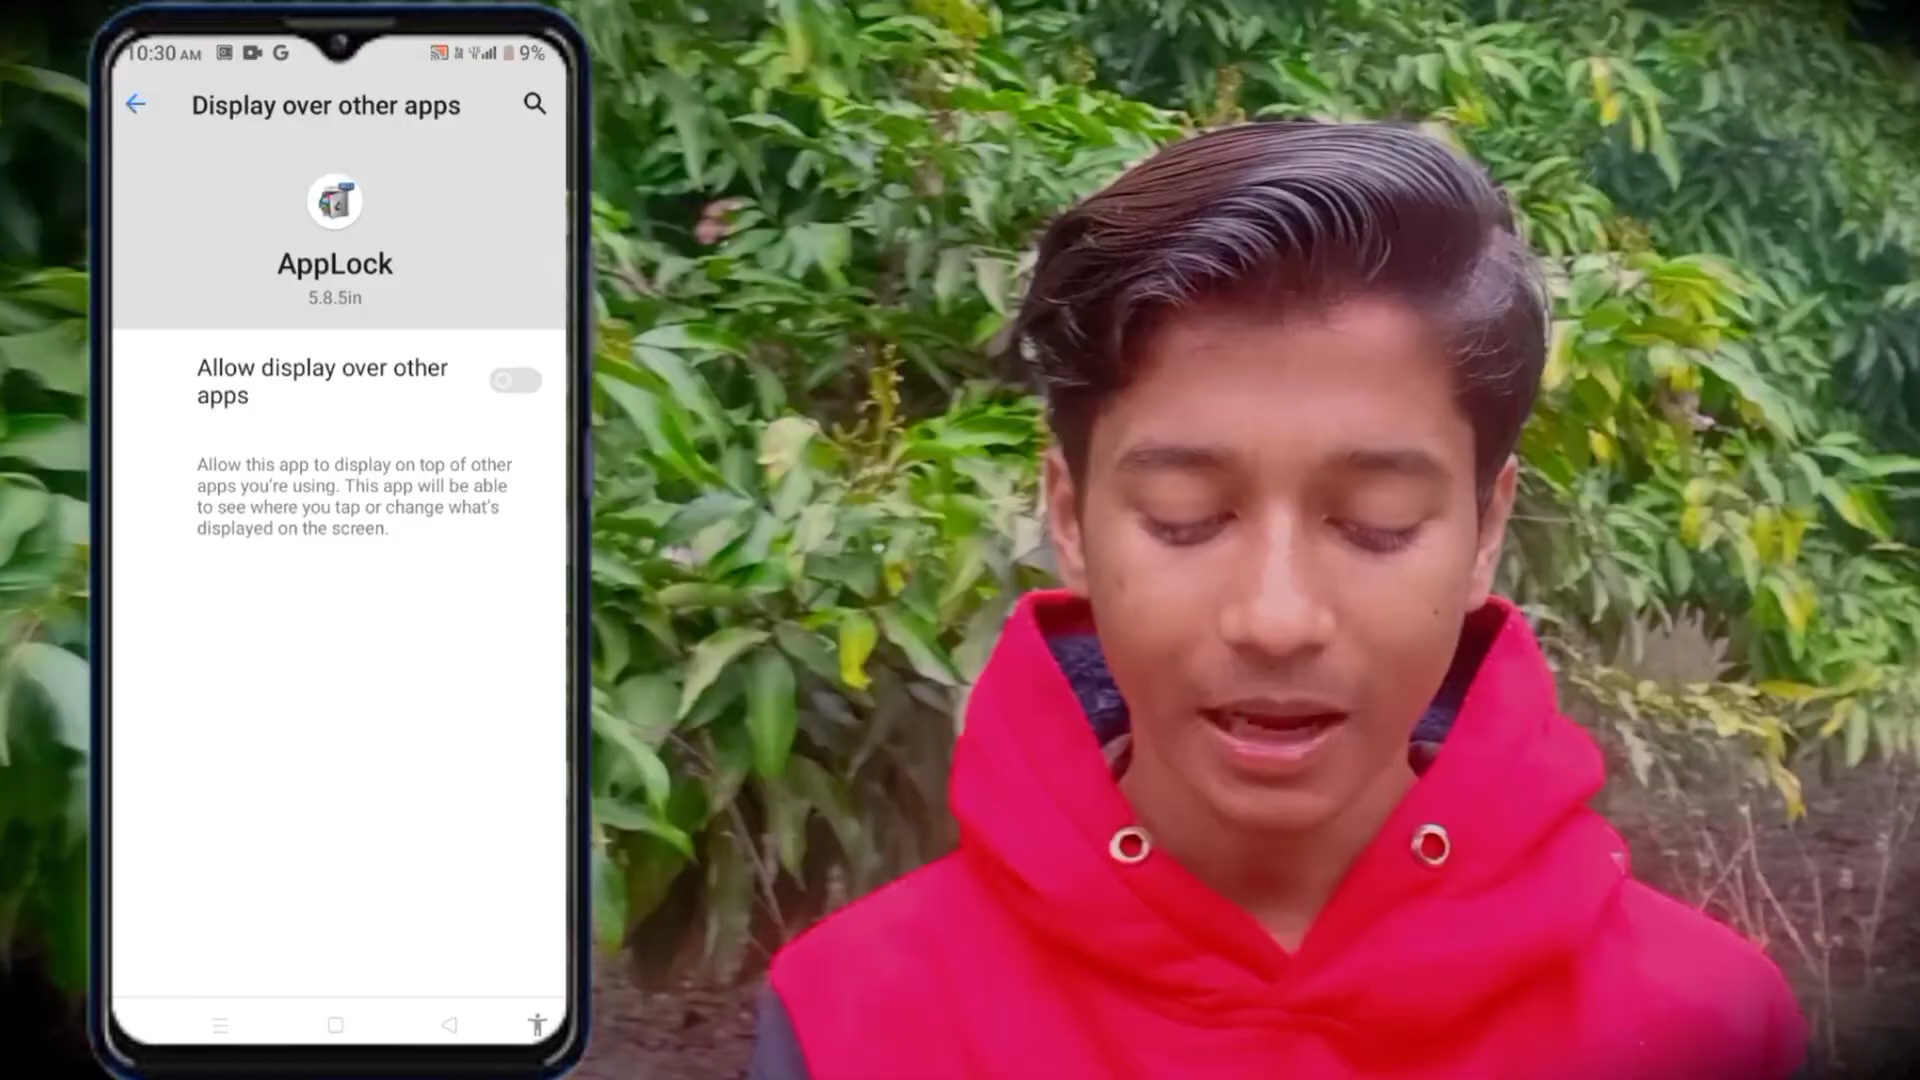 10:30 AM
9%
Display over other apps
AppLock
5.8.5in
Allow display over other
apps
Allow this app to display on top of other
apps you're using. This app will be able
to see where you tap or change what's
displayed on the screen.